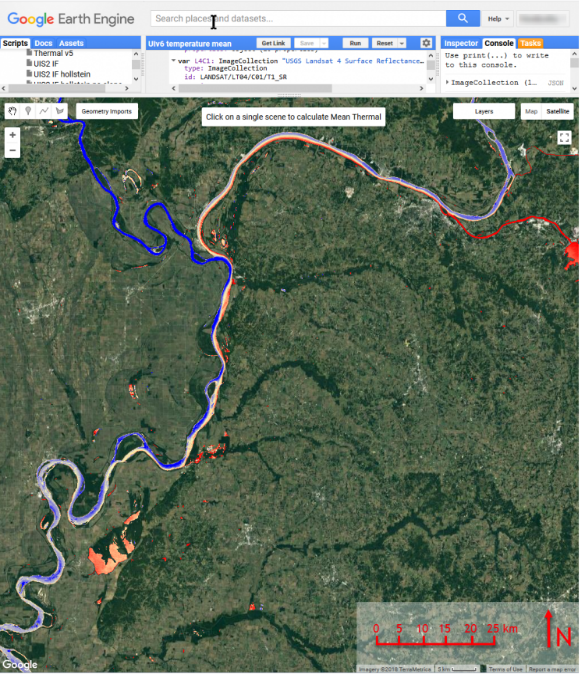 Google Earth Engine
Search places and datasets...
Help
Scripts Docs Assets
Thermal v5
UIS2 IF
UIS2 IF hollstein
UIv6 temperature mean
Get Link Save Run Reset
var L4C1: ImageCollection "USGS Landsat 4 Surface Reflectance…
type: ImageCollection
id: LANDSAT/LT04/C01/T1_SR
Inspector Console Tasks
Use print(...) to write
to this console.
ImageCollection (1…
JSON
Geometry Imports
Click on a single scene to calculate Mean Thermal
Layers
Map Satellite
+
−
0 5 10 15 20 25 km
N
Google
Imagery ©2018 TerraMetrics
5 km
Terms of Use
Report a map error